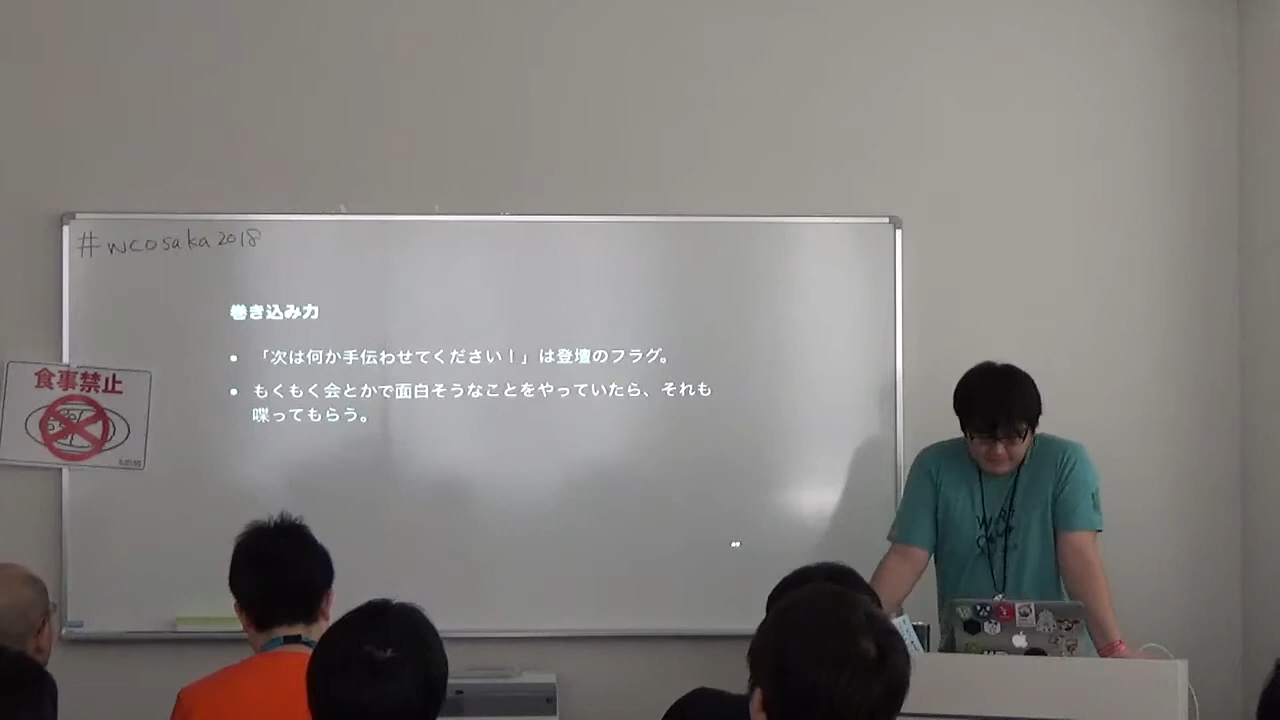 #wcosaka2018
巻き込み力
• 「次は何か手伝わせてください！」は登壇のフラグ。
• もくもく会とかで面白そうなことをやっていたら、それも
喋ってもらう。
食事禁止